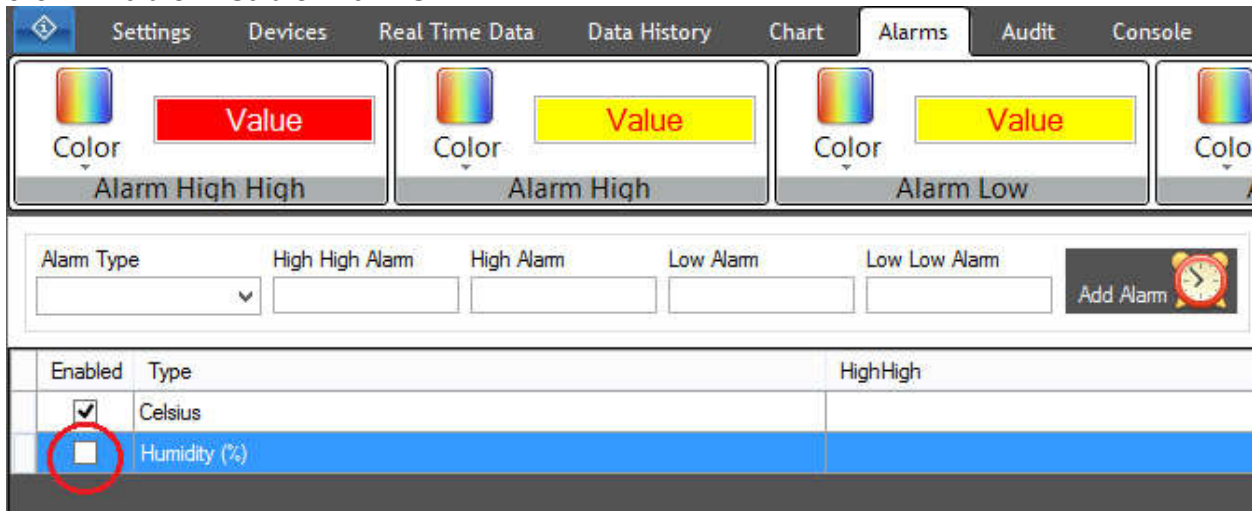 Settings Devices Real Time Data Data History Chart Alarms Audit Console
Value Value Value
Color Color Color
Alarm High High Alarm High Alarm Low
Alarm Type High High Alarm High Alarm Low Alarm Low Low Alarm
Add Alarm
Enabled Type HighHigh
Celsius
Humidity (%)